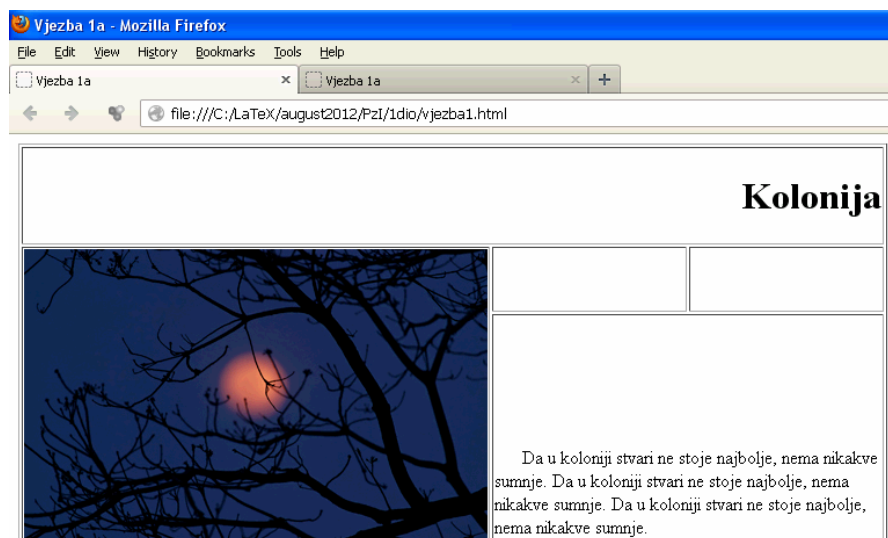 Vjezba 1a - Mozilla Firefox
File Edit View History Bookmarks Tools Help
Vjezba 1a × Vjezba 1a × +
file:///C:/LaTeX/august2012/PzI/1dio/vjezba1.html
Kolonija
Da u koloniji stvari ne stoje najbolje, nema nikakve
sumnje. Da u koloniji stvari ne stoje najbolje, nema
nikakve sumnje. Da u koloniji stvari ne stoje najbolje,
nema nikakve sumnje.